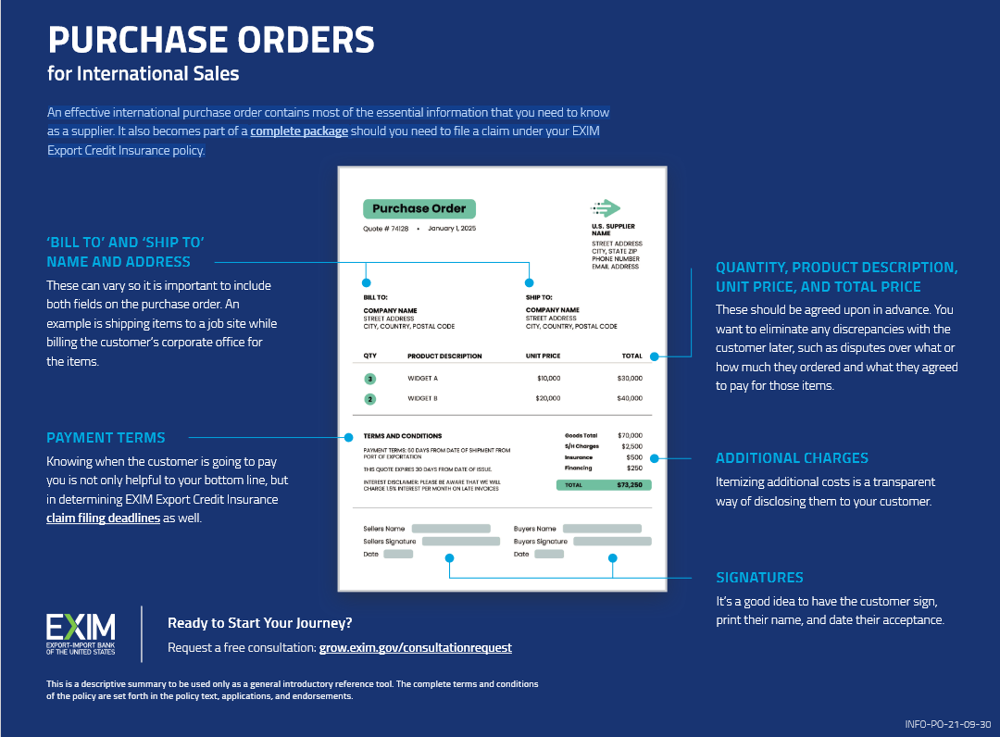 PURCHASE ORDERS
for International Sales
An effective international purchase order contains most of the essential information that you need to know
as a supplier. It also becomes part of a complete package should you need to file a claim under your EXIM
Export Credit Insurance policy.
‘BILL TO’ AND ‘SHIP TO’
NAME AND ADDRESS
These can vary so it is important to include
both fields on the purchase order. An
example is shipping items to a job site while
billing the customer’s corporate office for
the items.
PAYMENT TERMS
Knowing when the customer is going to pay
you is not only helpful to your bottom line, but
in determining EXIM Export Credit Insurance
claim filing deadlines as well.
Purchase Order
Quote # 74128 • January 1, 2025
U.S. SUPPLIER
NAME
STREET ADDRESS
CITY, STATE ZIP
PHONE NUMBER
EMAIL ADDRESS
BILL TO:
COMPANY NAME
STREET ADDRESS
CITY, COUNTRY, POSTAL CODE
SHIP TO:
COMPANY NAME
STREET ADDRESS
CITY, COUNTRY, POSTAL CODE
QTY PRODUCT DESCRIPTION UNIT PRICE TOTAL
3 WIDGET A $10,000 $30,000
2 WIDGET B $20,000 $40,000
TERMS AND CONDITIONS
PAYMENT TERMS: 60 DAYS FROM DATE OF SHIPMENT FROM
PORT OF EXPORTATION
THIS QUOTE EXPIRES 30 DAYS FROM DATE OF ISSUE.
INTEREST DISCLAIMER: PLEASE BE AWARE THAT WE WILL
CHARGE 1.5% INTEREST PER MONTH ON LATE INVOICES
Goods Total $70,000
S/H Charges $2,500
Insurance $500
Financing $250
TOTAL $73,250
Sellers Name
Sellers Signature
Date
Buyers Name
Buyers Signature
Date
QUANTITY, PRODUCT DESCRIPTION,
UNIT PRICE, AND TOTAL PRICE
These should be agreed upon in advance. You
want to eliminate any discrepancies with the
customer later, such as disputes over what or
how much they ordered and what they agreed
to pay for those items.
ADDITIONAL CHARGES
Itemizing additional costs is a transparent
way of disclosing them to your customer.
SIGNATURES
It’s a good idea to have the customer sign,
print their name, and date their acceptance.
EXIM
EXPORT-IMPORT BANK
OF THE UNITED STATES
Ready to Start Your Journey?
Request a free consultation: grow.exim.gov/consultationrequest
This is a descriptive summary to be used only as a general introductory reference tool. The complete terms and conditions
of the policy are set forth in the policy text, applications, and endorsements.
INFO-PO-21-09-30